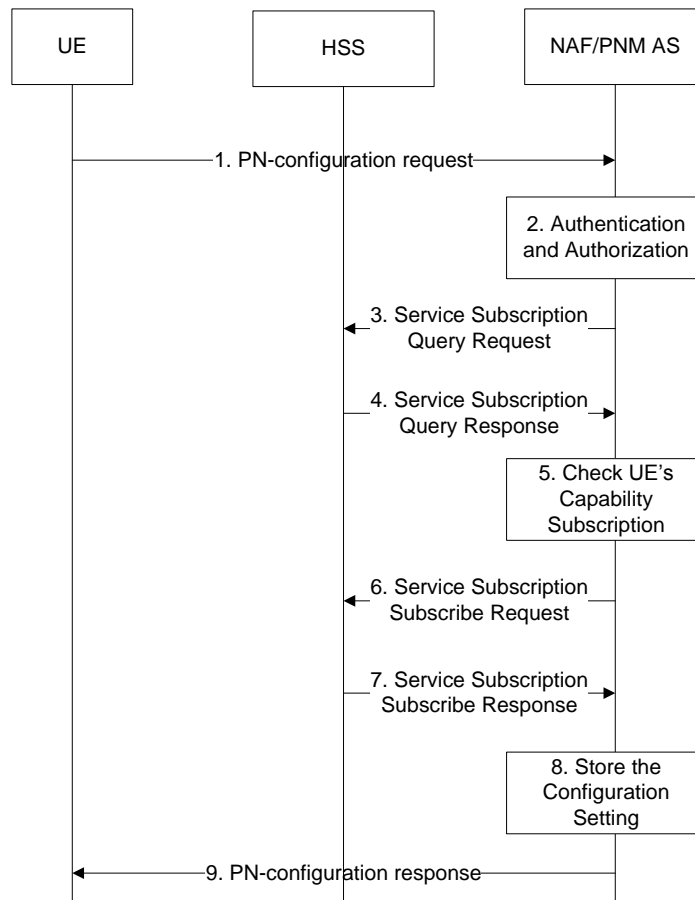 UE
HSS
NAF/PNM AS
1. PN-configuration request
2. Authentication
and Authorization
3. Service Subscription
Query Request
4. Service Subscription
Query Response
5. Check UE's
Capability
Subscription
6. Service Subscription
Subscribe Request
7. Service Subscription
Subscribe Response
8. Store the
Configuration
Setting
9. PN-configuration response